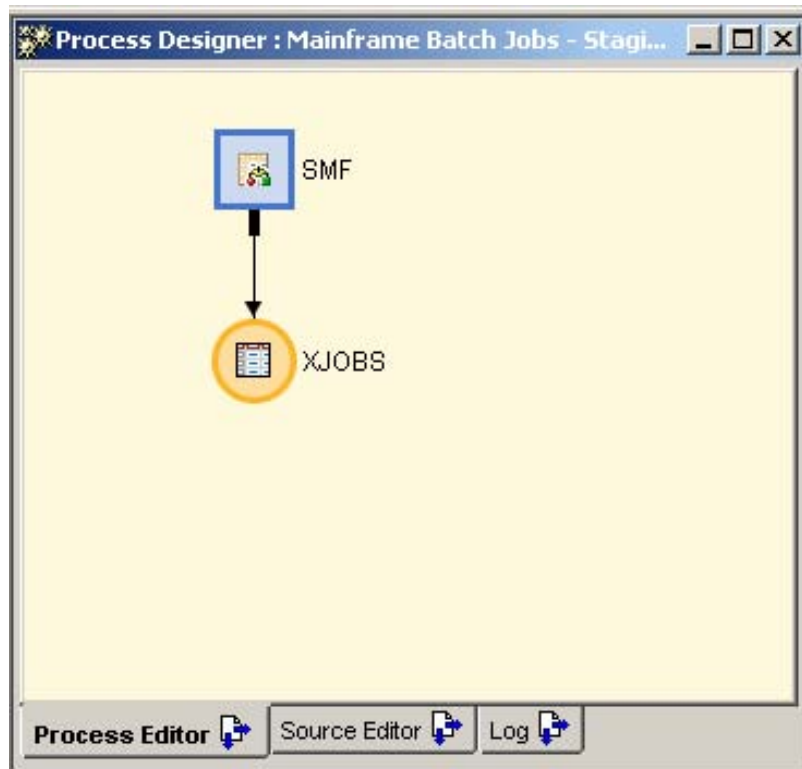 Process Designer : Mainframe Batch Jobs - Stagi...
SMF
XJOBS
Process Editor
Source Editor
Log